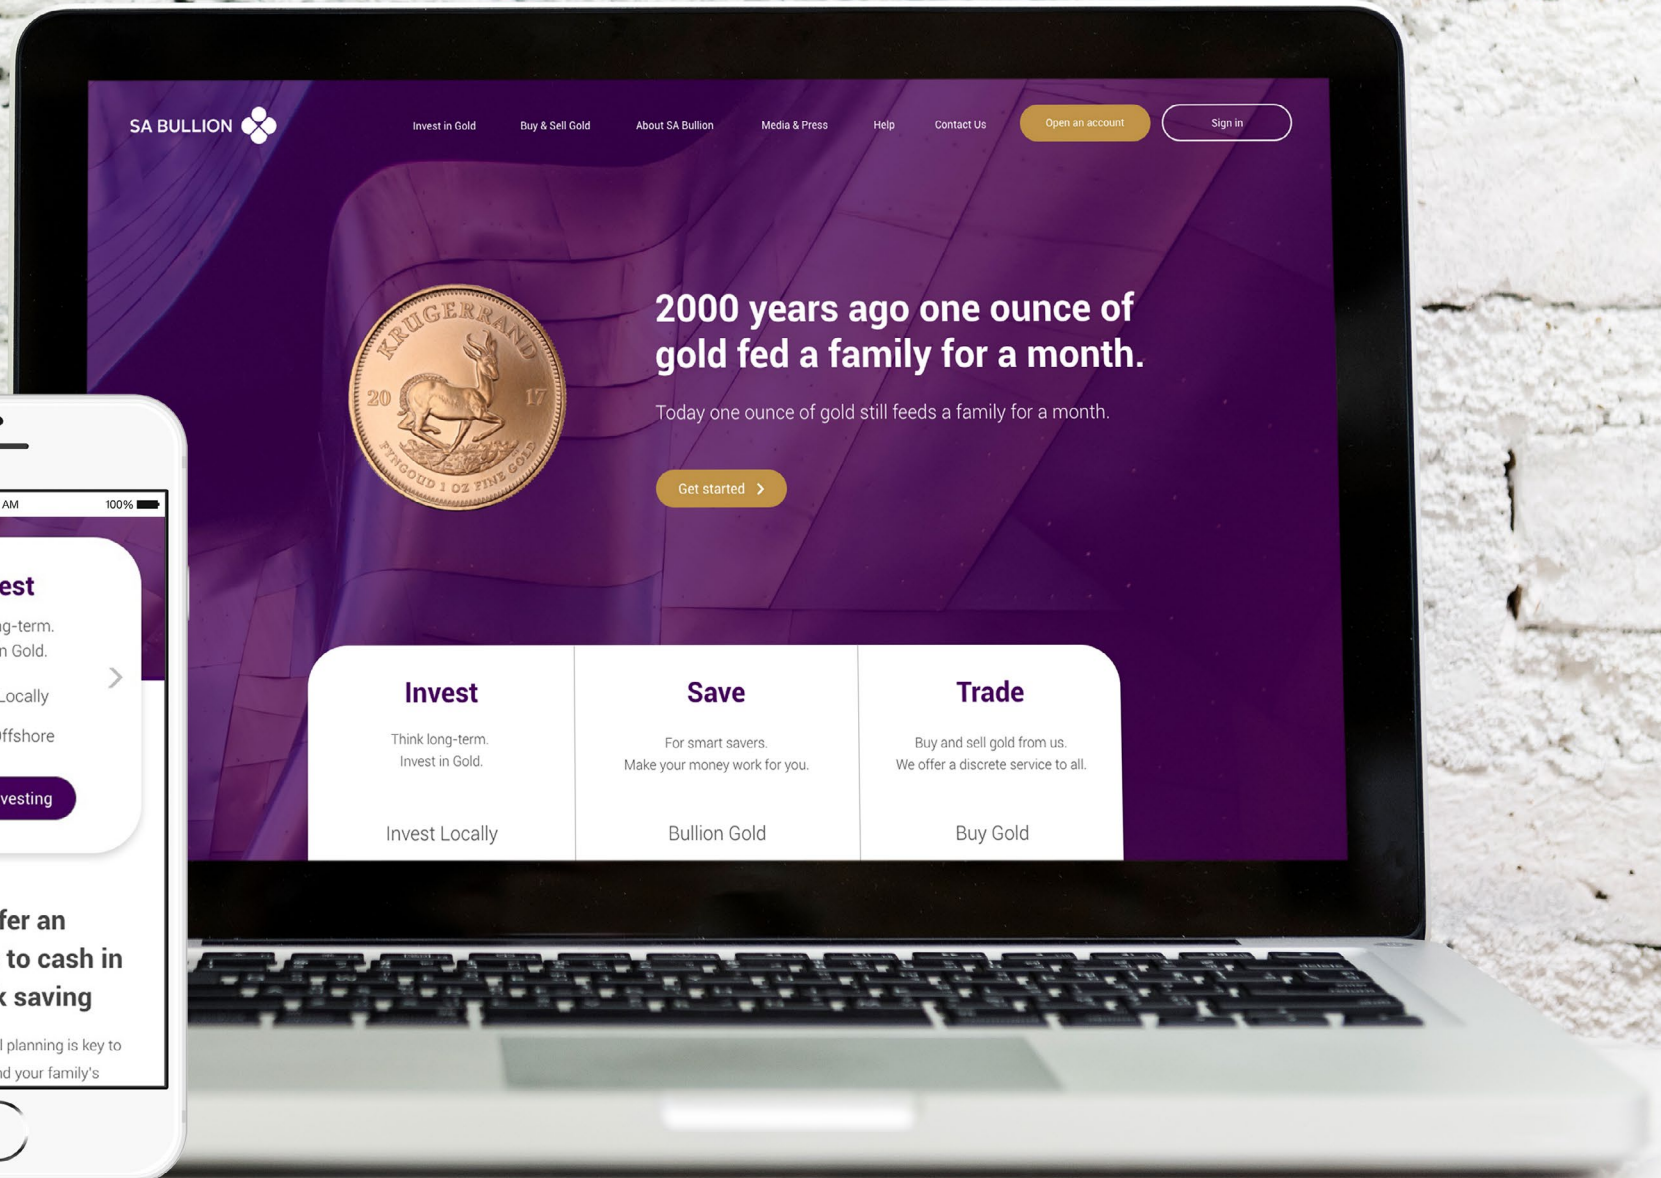 SA BULLION
Invest in Gold
Buy & Sell Gold
About SA Bullion
Media & Press
Help
Contact Us
Open an account
Sign in
KRUGERRAND
20 17
FYNGOUD 1 OZ FINE GOLD
2000 years ago one ounce of
gold fed a family for a month.
Today one ounce of gold still feeds a family for a month.
Get started
Invest
Think long-term.
Invest in Gold.
Invest Locally
Save
For smart savers.
Make your money work for you.
Bullion Gold
Trade
Buy and sell gold from us.
We offer a discrete service to all.
Buy Gold
AM 100%
est
g-term.
n Gold.
Locally
ffshore
vesting
fer an
to cash in
k saving
l planning is key to
nd your family's